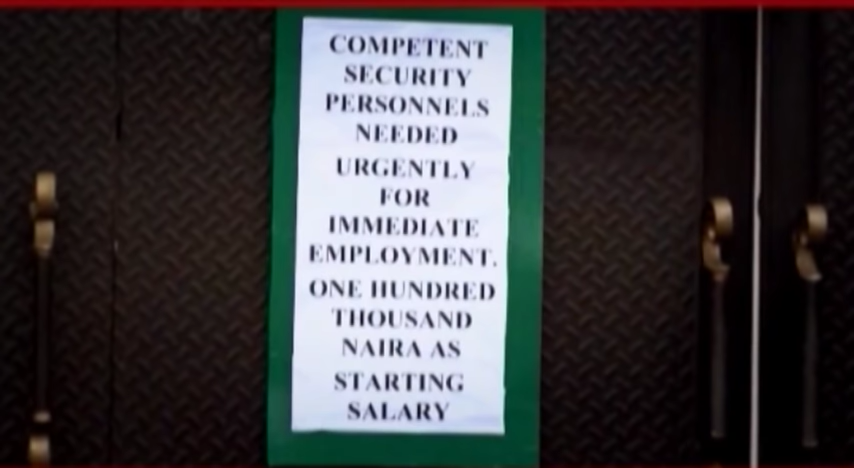 COMPETENT
SECURITY
PERSONNELS
NEEDED
URGENTLY
FOR
IMMEDIATE
EMPLOYMENT.
ONE HUNDRED
THOUSAND
NAIRA AS
STARTING
SALARY